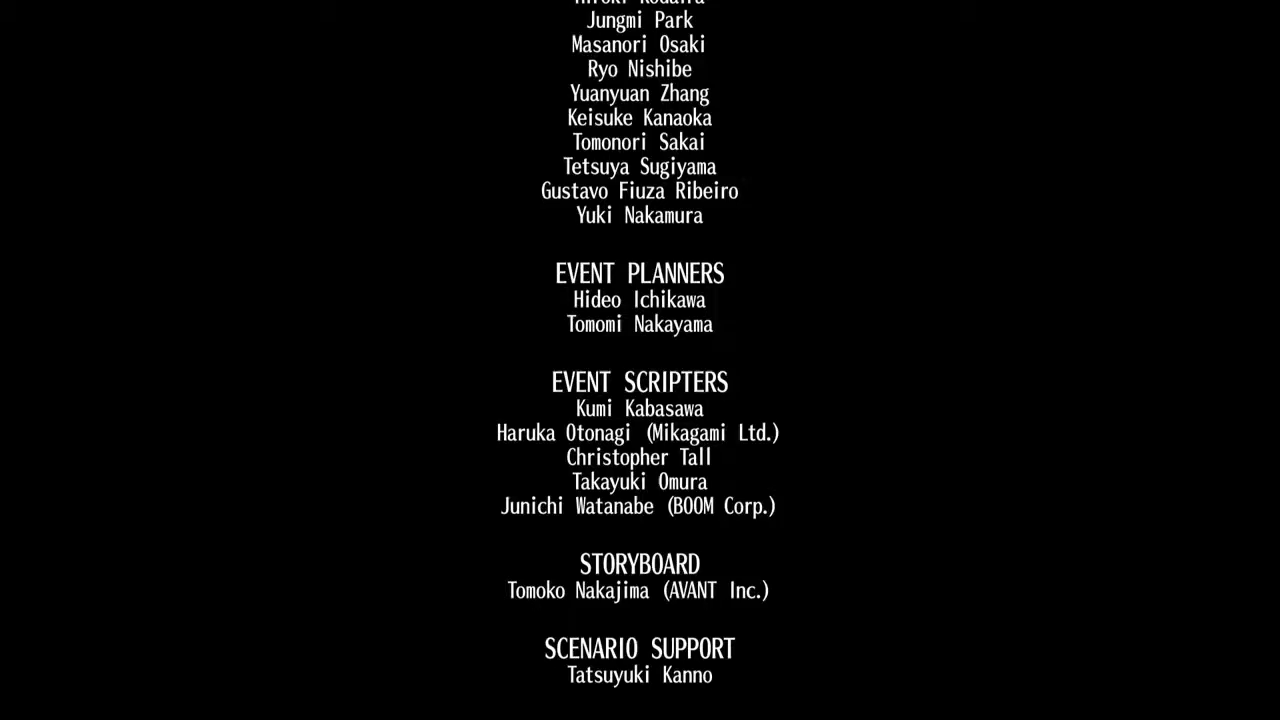 Jungmi Park
Masanori Osaki
Ryo Nishibe
Yuanyuan Zhang
Keisuke Kanaoka
Tomonori Sakai
Tetsuya Sugiyama
Gustavo Fiuza Ribeiro
Yuki Nakamura
EVENT PLANNERS
Hideo Ichikawa
Tomomi Nakayama
EVENT SCRIPTERS
Kumi Kabasawa
Haruka Otonagi (Mikagami Ltd.)
Christopher Tall
Takayuki Omura
Junichi Watanabe (BOOM Corp.)
STORYBOARD
Tomoko Nakajima (AVANT Inc.)
SCENARIO SUPPORT
Tatsuyuki Kanno